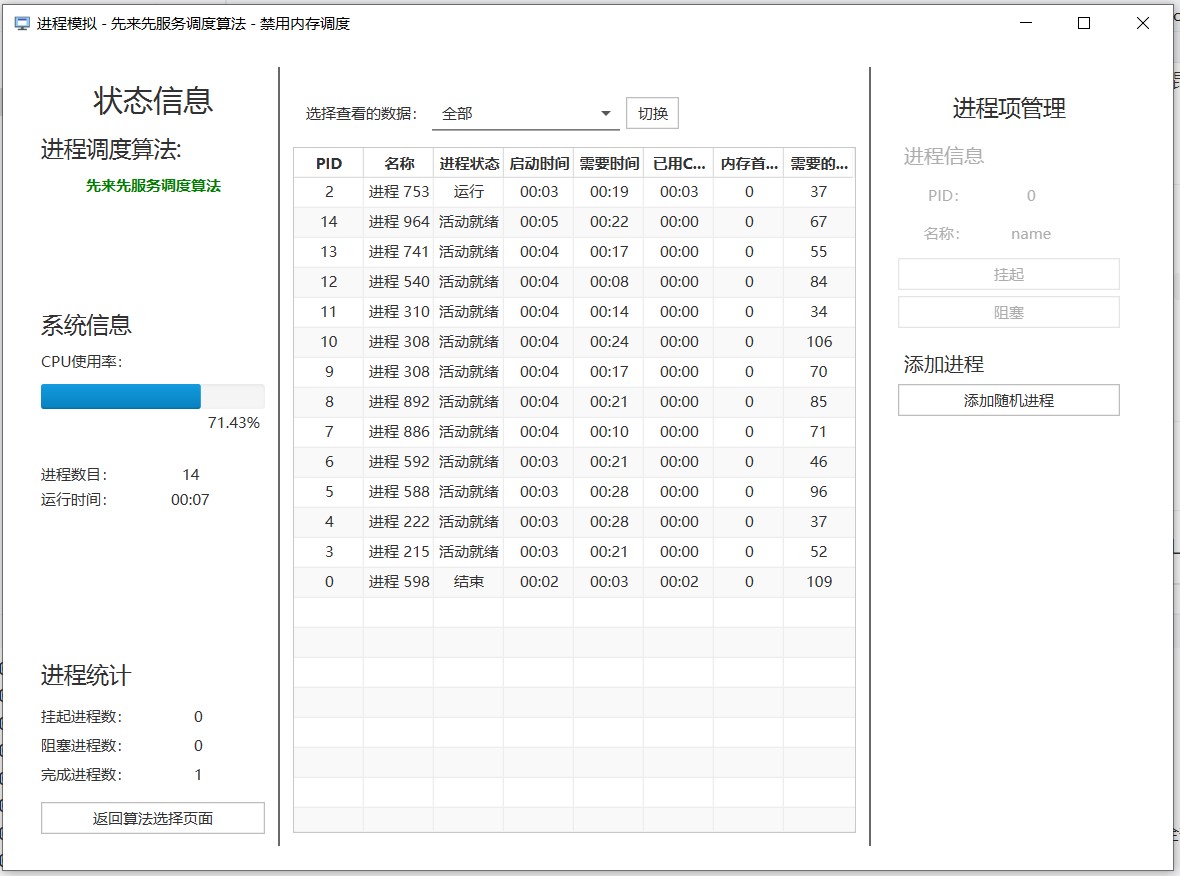 进程模拟 - 先来先服务调度算法 - 禁用内存调度
状态信息
进程调度算法:
先来先服务调度算法
系统信息
CPU使用率:
71.43%
进程数目: 14
运行时间: 00:07
进程统计
挂起进程数: 0
阻塞进程数: 0
完成进程数: 1
返回算法选择页面
选择查看的数据: 全部 切换
PID 名称 进程状态 启动时间 需要时间 已用C... 内存首... 需要的...
2 进程 753 运行 00:03 00:19 00:03 0 37
14 进程 964 活动就绪 00:05 00:22 00:00 0 67
13 进程 741 活动就绪 00:04 00:17 00:00 0 55
12 进程 540 活动就绪 00:04 00:08 00:00 0 84
11 进程 310 活动就绪 00:04 00:14 00:00 0 34
10 进程 308 活动就绪 00:04 00:24 00:00 0 106
9 进程 308 活动就绪 00:04 00:17 00:00 0 70
8 进程 892 活动就绪 00:04 00:21 00:00 0 85
7 进程 886 活动就绪 00:04 00:10 00:00 0 71
6 进程 592 活动就绪 00:03 00:21 00:00 0 46
5 进程 588 活动就绪 00:03 00:28 00:00 0 96
4 进程 222 活动就绪 00:03 00:28 00:00 0 37
3 进程 215 活动就绪 00:03 00:21 00:00 0 52
0 进程 598 结束 00:02 00:03 00:02 0 109
进程项管理
进程信息
PID: 0
名称: name
挂起
阻塞
添加进程
添加随机进程